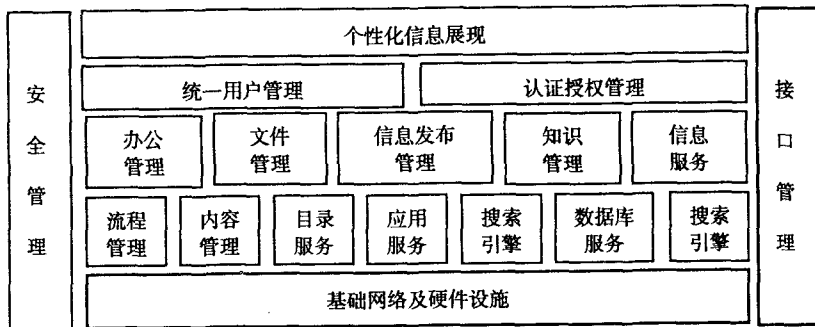 个性化信息展现
安全管理
统一用户管理
认证授权管理
接口管理
办公
管理
文件
管理
信息发布
管理
知识
管理
信息
服务
流程
管理
内容
管理
目录
服务
应用
服务
搜索
引擎
数据库
服务
搜索
引擎
基础网络及硬件设施